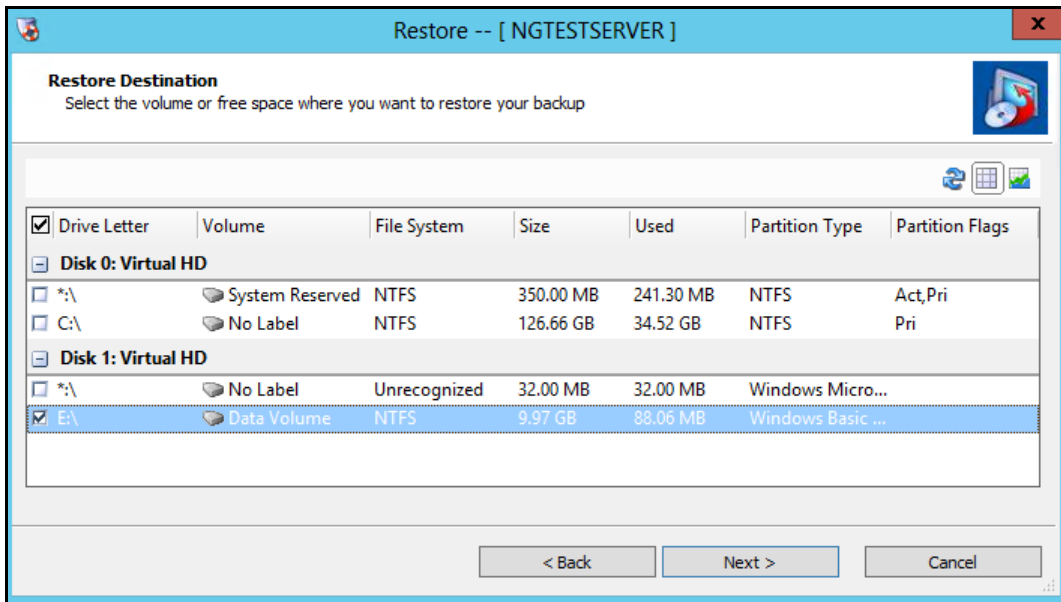 Restore -- [ NGTESTSERVER ]
x
Restore Destination
Select the volume or free space where you want to restore your backup
Drive Letter Volume File System Size Used Partition Type Partition Flags
Disk 0: Virtual HD
*:\ System Reserved NTFS 350.00 MB 241.30 MB NTFS Act,Pri
C:\ No Label NTFS 126.66 GB 34.52 GB NTFS Pri
Disk 1: Virtual HD
*:\ No Label Unrecognized 32.00 MB 32.00 MB Windows Micro...
E:\ Data Volume NTFS 9.97 GB 88.06 MB Windows Basic ...
< Back Next > Cancel